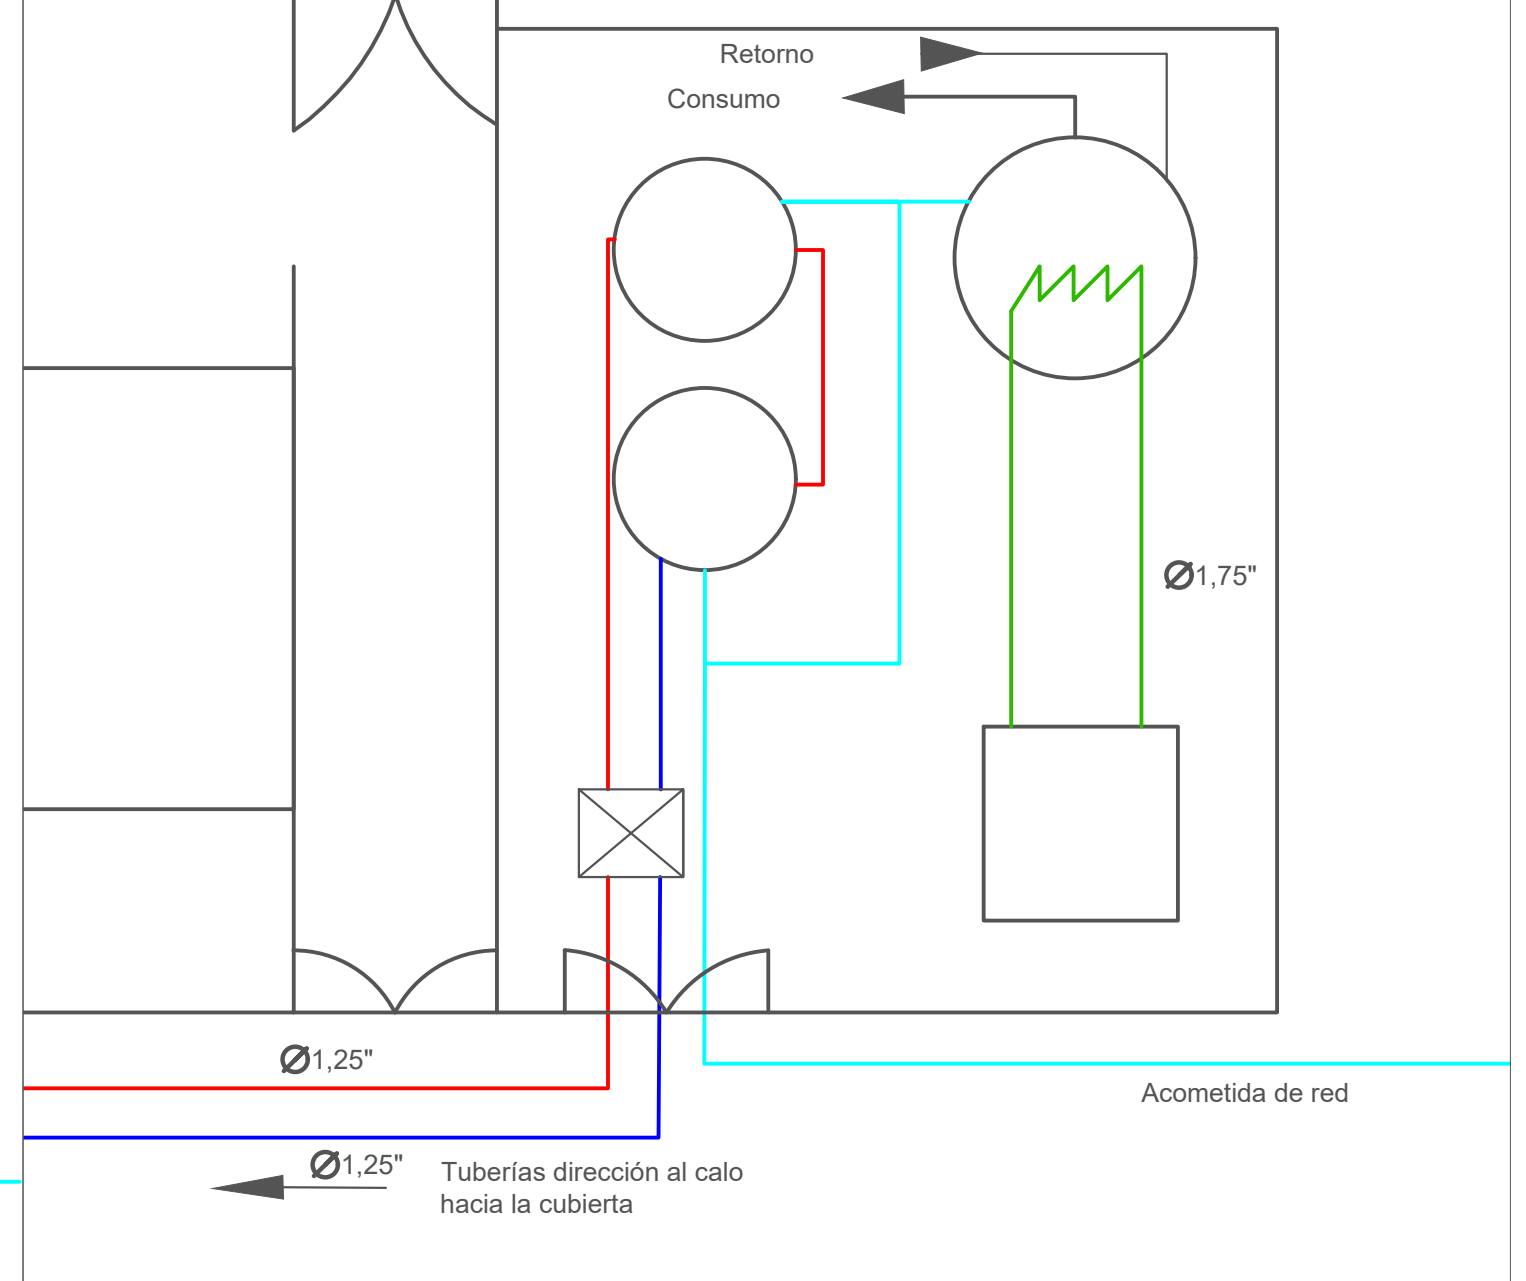 Retorno
Consumo
Ø1,75"
Ø1,25"
Acometida de red
Ø1,25"
Tuberías dirección al calo
hacia la cubierta